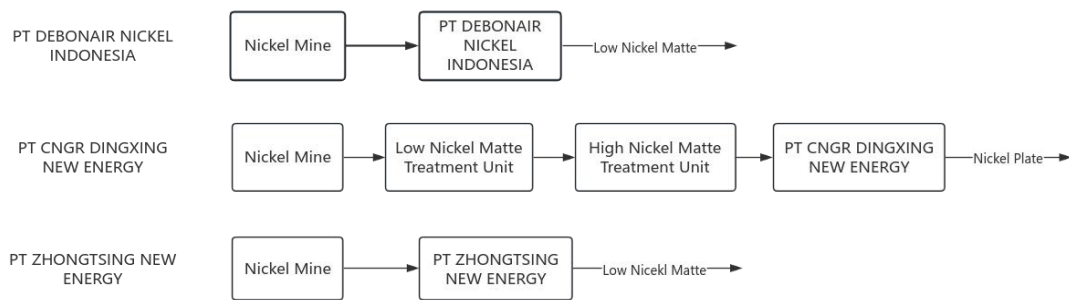 PT DEBONAIR NICKEL
INDONESIA
Nickel Mine
PT DEBONAIR
NICKEL
INDONESIA
Low Nickel Matte
PT CNGR DINGXING
NEW ENERGY
Nickel Mine
Low Nickel Matte
Treatment Unit
High Nickel Matte
Treatment Unit
PT CNGR DINGXING
NEW ENERGY
Nickel Plate
PT ZHONGTSING NEW
ENERGY
Nickel Mine
PT ZHONGTSING
NEW ENERGY
Low Nicekl Matte